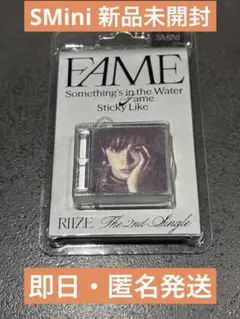 SMini 新品未開封
SMINI
FAME
Something's in the Water
Fame
Sticky Like
RIIZE The 2nd Single
即日・匿名発送